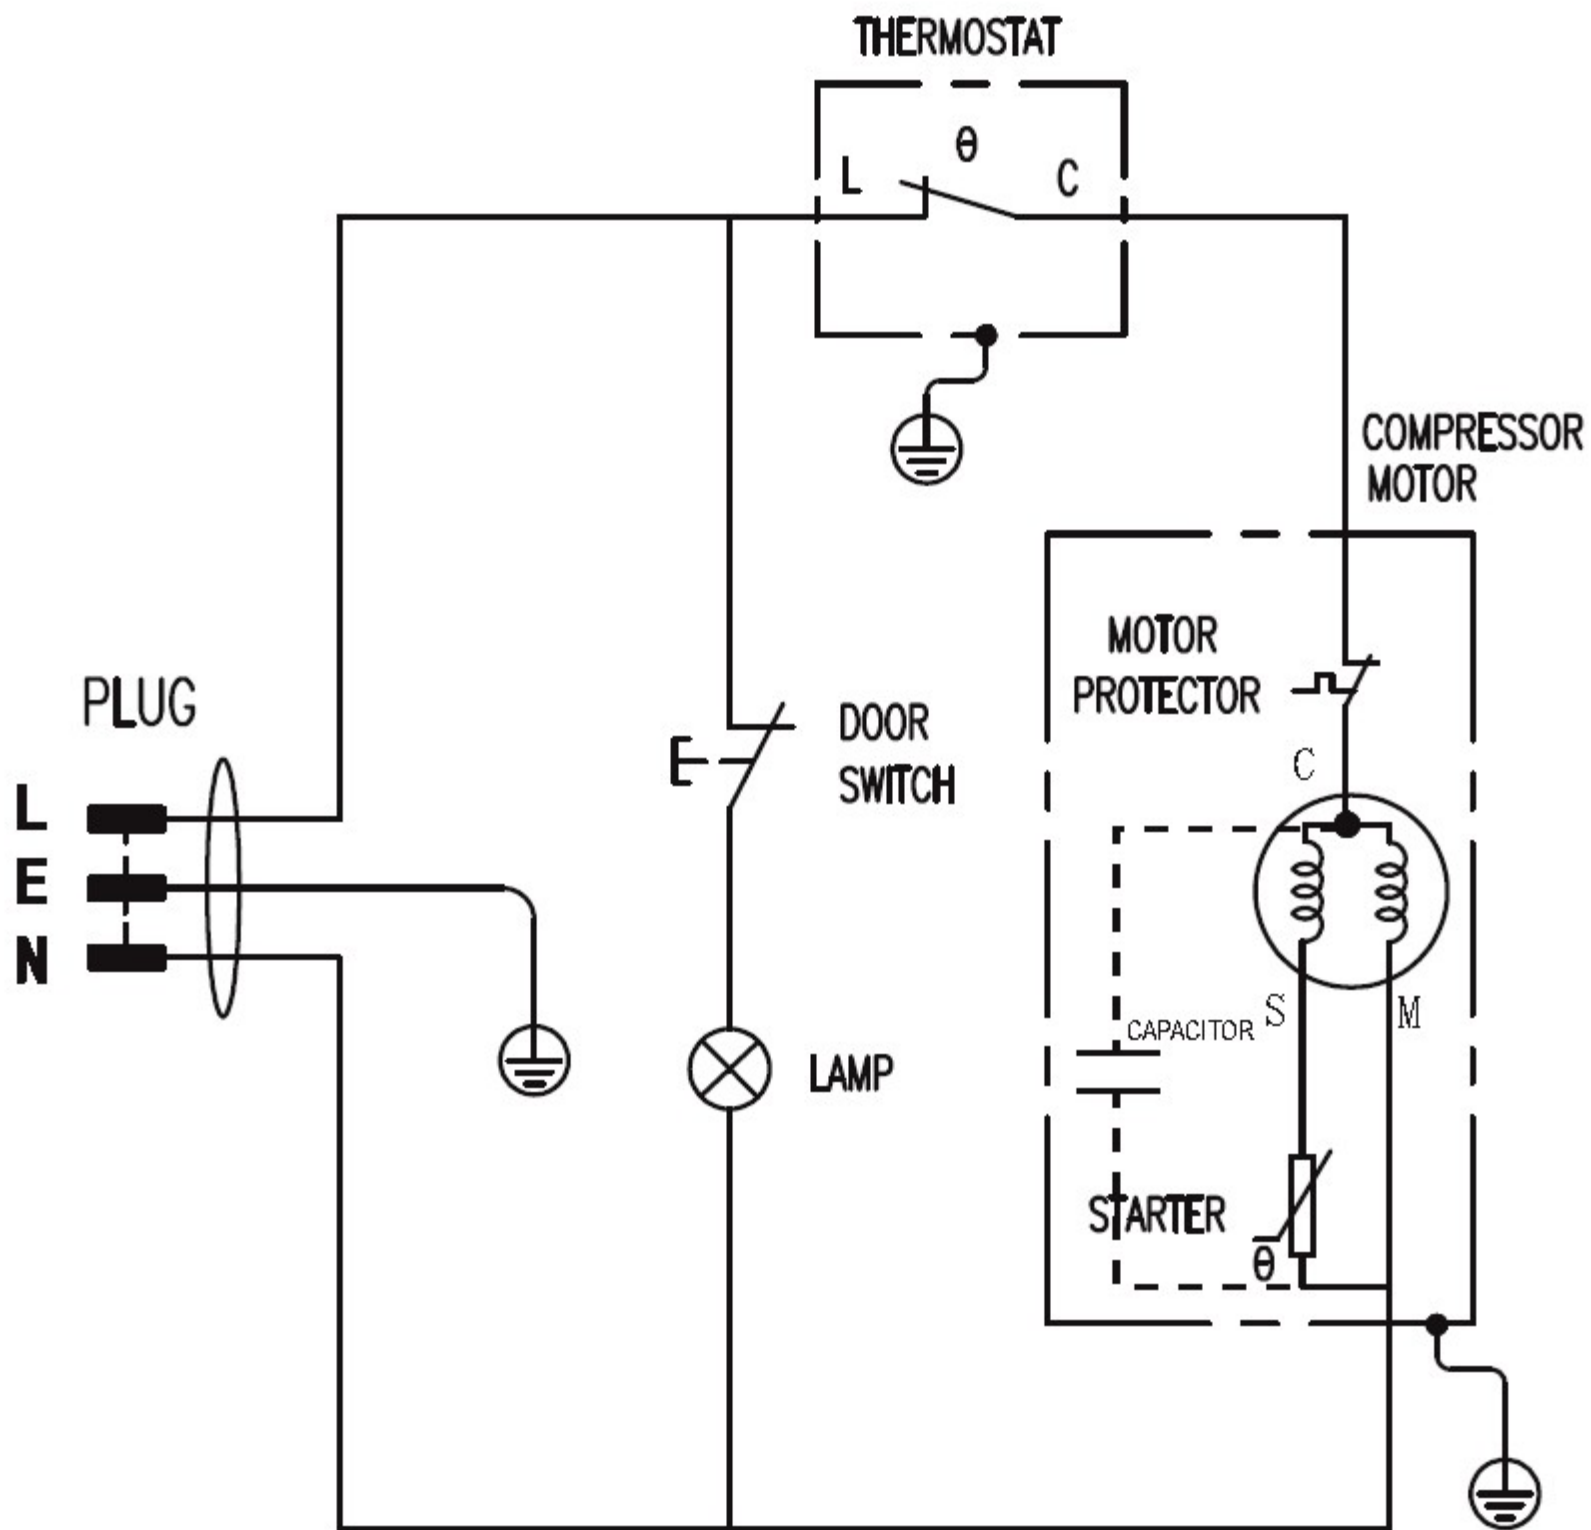 THERMOSTAT
θ
L
C
COMPRESSOR
MOTOR
MOTOR
PROTECTOR
PLUG
DOOR
SWITCH
C
L
E
N
S
M
CAPACITOR
LAMP
STARTER
θ